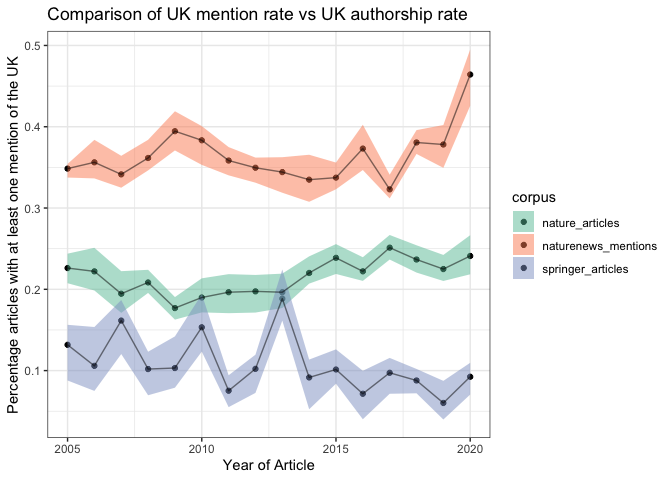 Comparison of UK mention rate vs UK authorship rate
Percentage articles with at least one mention of the UK
0.5
0.4
0.3
0.2
0.1
2005
2010
2015
2020
Year of Article
corpus
nature_articles
naturenews_mentions
springer_articles